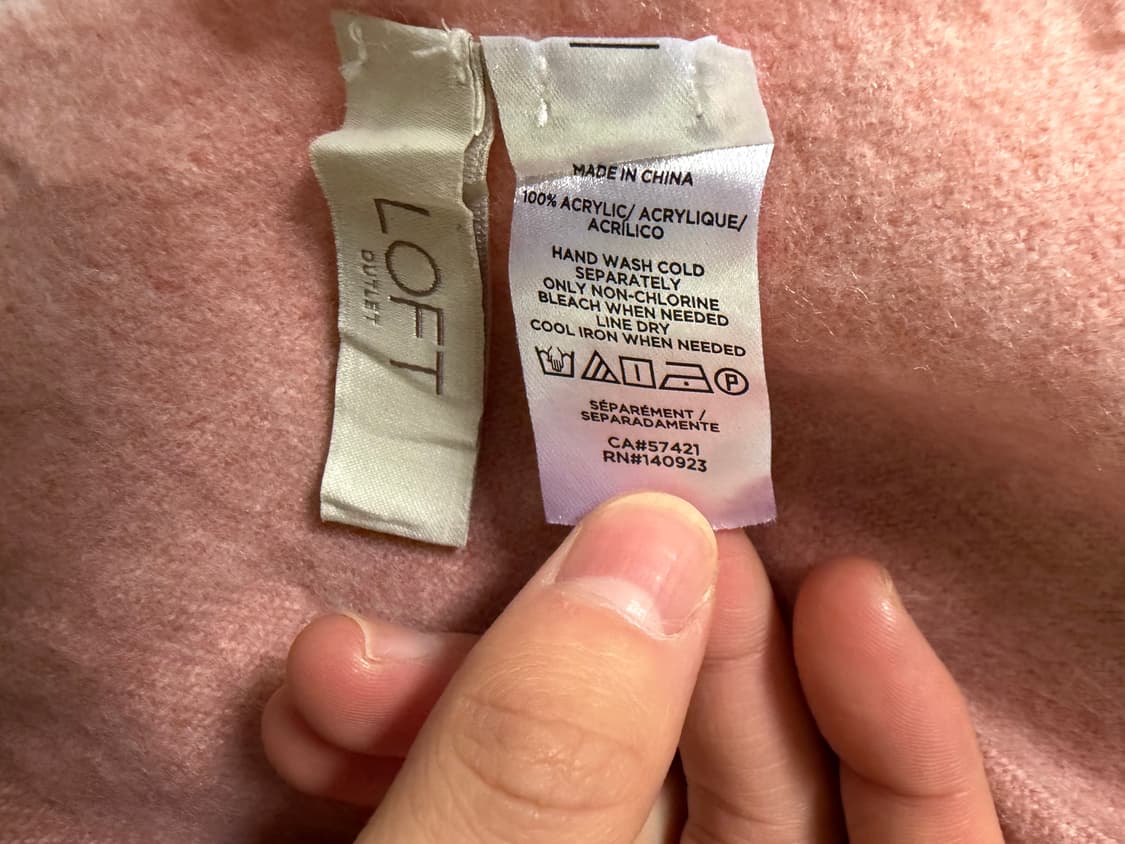 LOFT
OUTLET
MADE IN CHINA
100% ACRYLIC/ ACRYLIQUE/
ACRÍLICO
HAND WASH COLD
SEPARATELY
ONLY NON-CHLORINE
BLEACH WHEN NEEDED
LINE DRY
COOL IRON WHEN NEEDED
P
SÉPARÉMENT /
SEPARADAMENTE
CA#57421
RN#140923